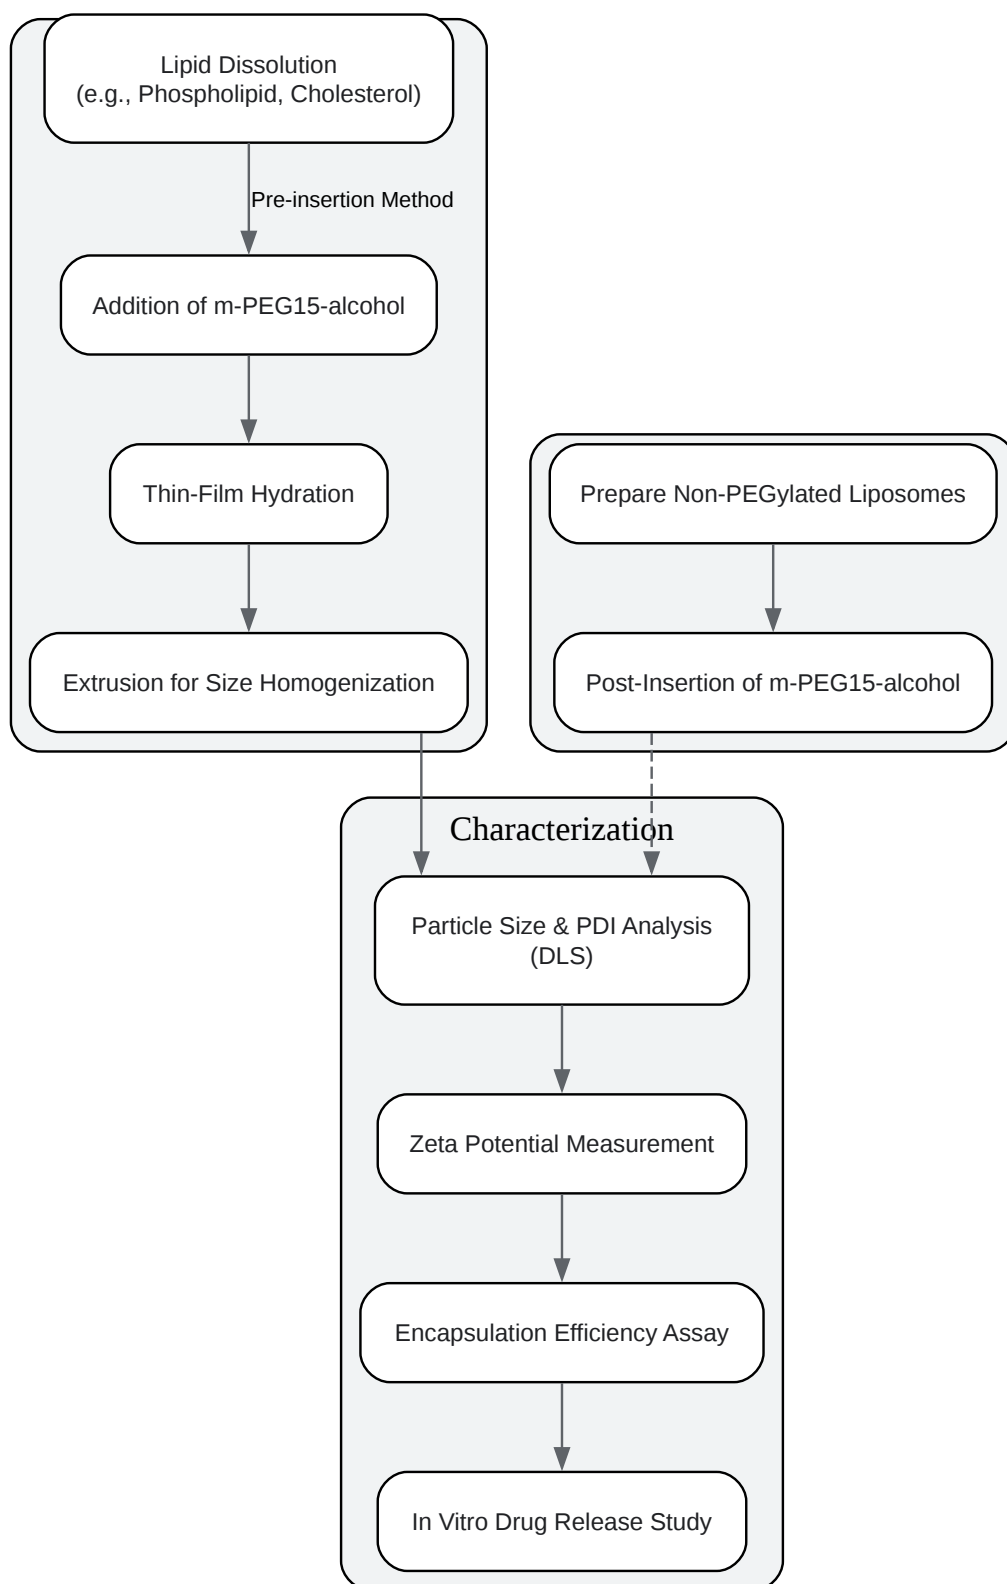 Lipid Dissolution
(e.g., Phospholipid, Cholesterol)
Pre-insertion Method
Addition of m-PEG15-alcohol
Thin-Film Hydration
Extrusion for Size Homogenization
Prepare Non-PEGylated Liposomes
Post-Insertion of m-PEG15-alcohol
Characterization
Particle Size & PDI Analysis
(DLS)
Zeta Potential Measurement
Encapsulation Efficiency Assay
In Vitro Drug Release Study